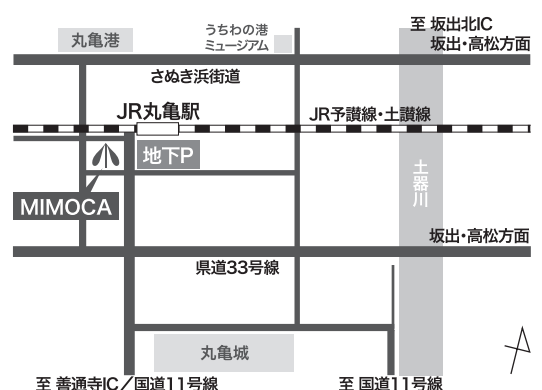 至 坂出北IC
坂出・高松方面
丸亀港
うちわの港
ミュージアム
さぬき浜街道
JR丸亀駅
JR予讃線・土讃線
地下P
土器川
MIMOCA
坂出・高松方面
県道33号線
丸亀城
至 善通寺IC／国道11号線
至 国道11号線